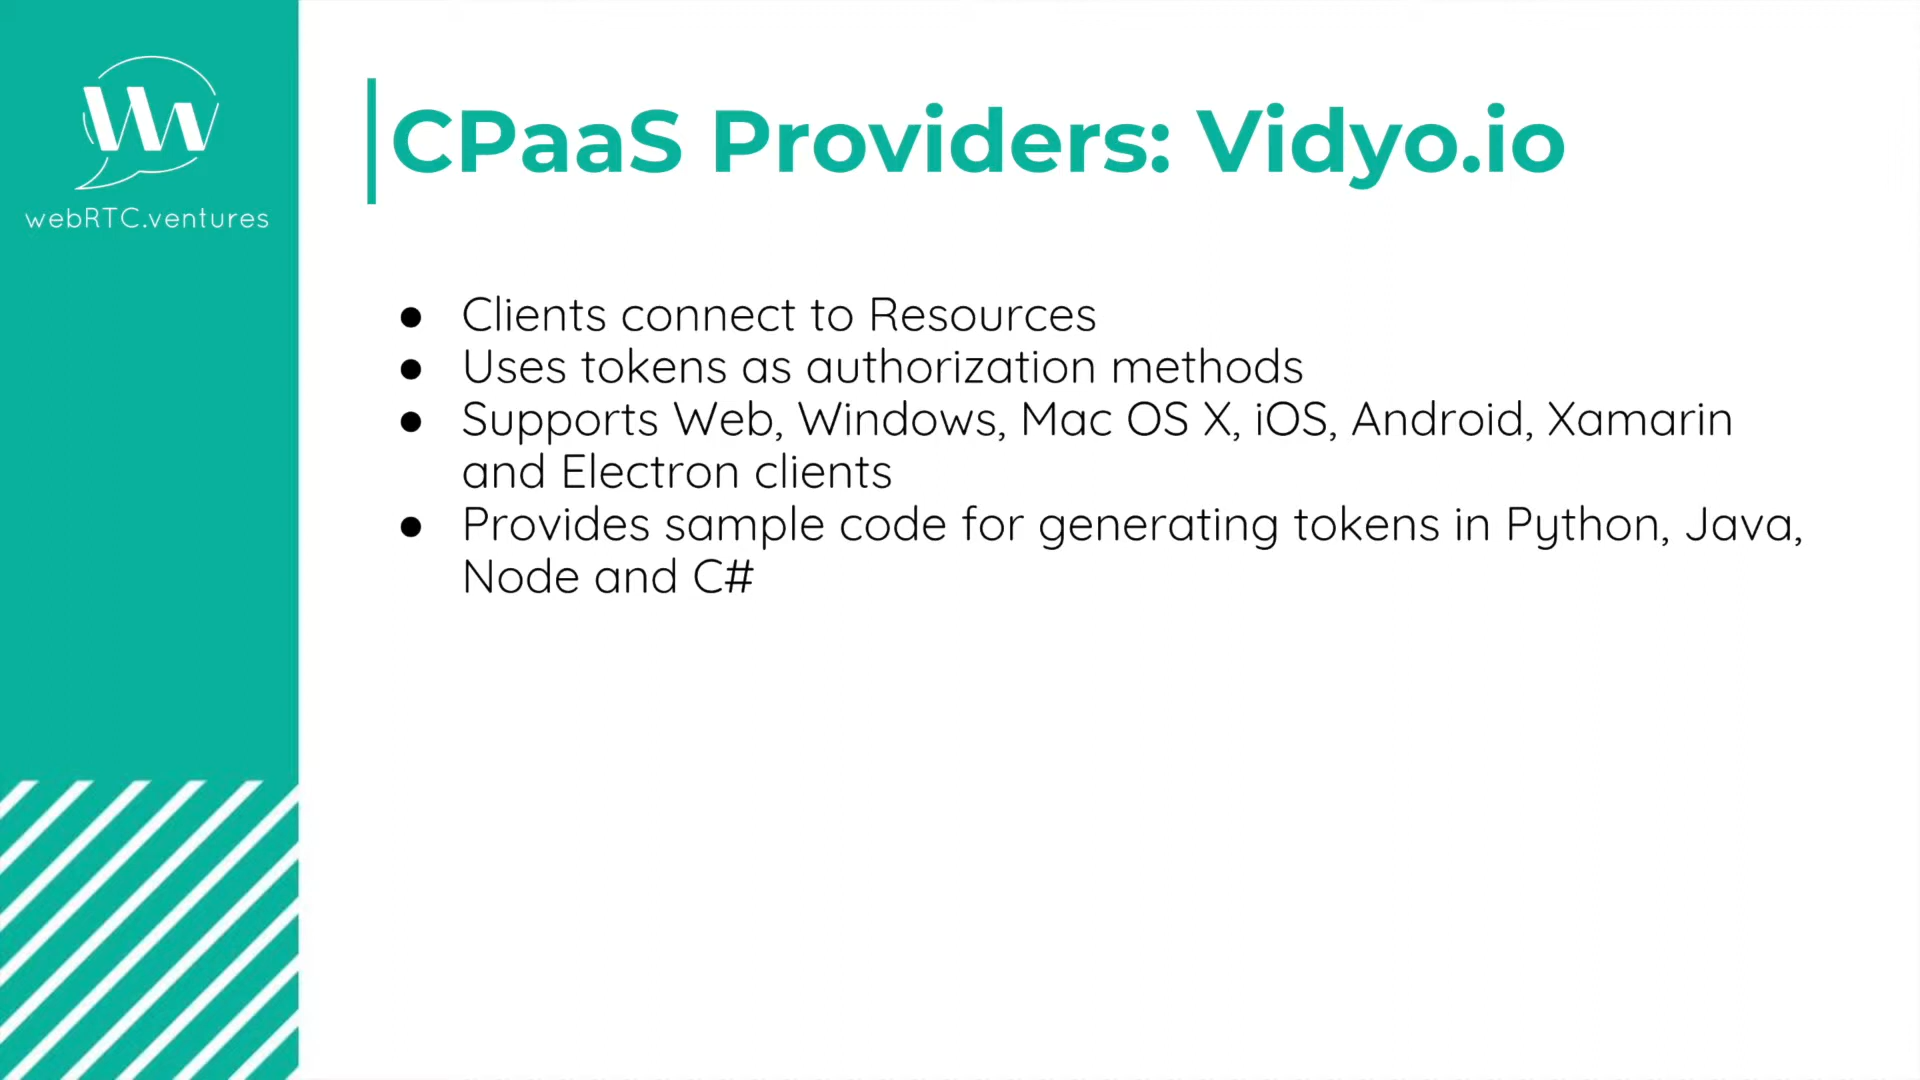 webRTC.ventures
CPaaS Providers: Vidyo.io
● Clients connect to Resources
● Uses tokens as authorization methods
● Supports Web, Windows, Mac OS X, iOS, Android, Xamarin
and Electron clients
● Provides sample code for generating tokens in Python, Java,
Node and C#